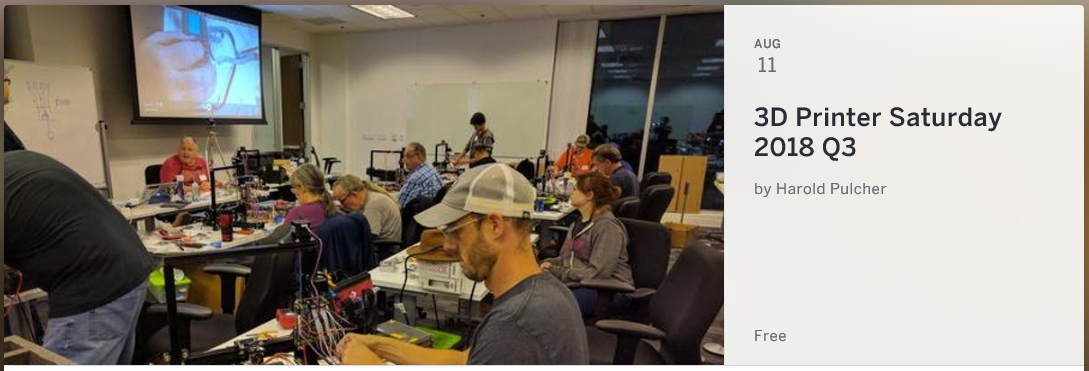 AUG
11
3D Printer Saturday
2018 Q3
by Harold Pulcher
Free